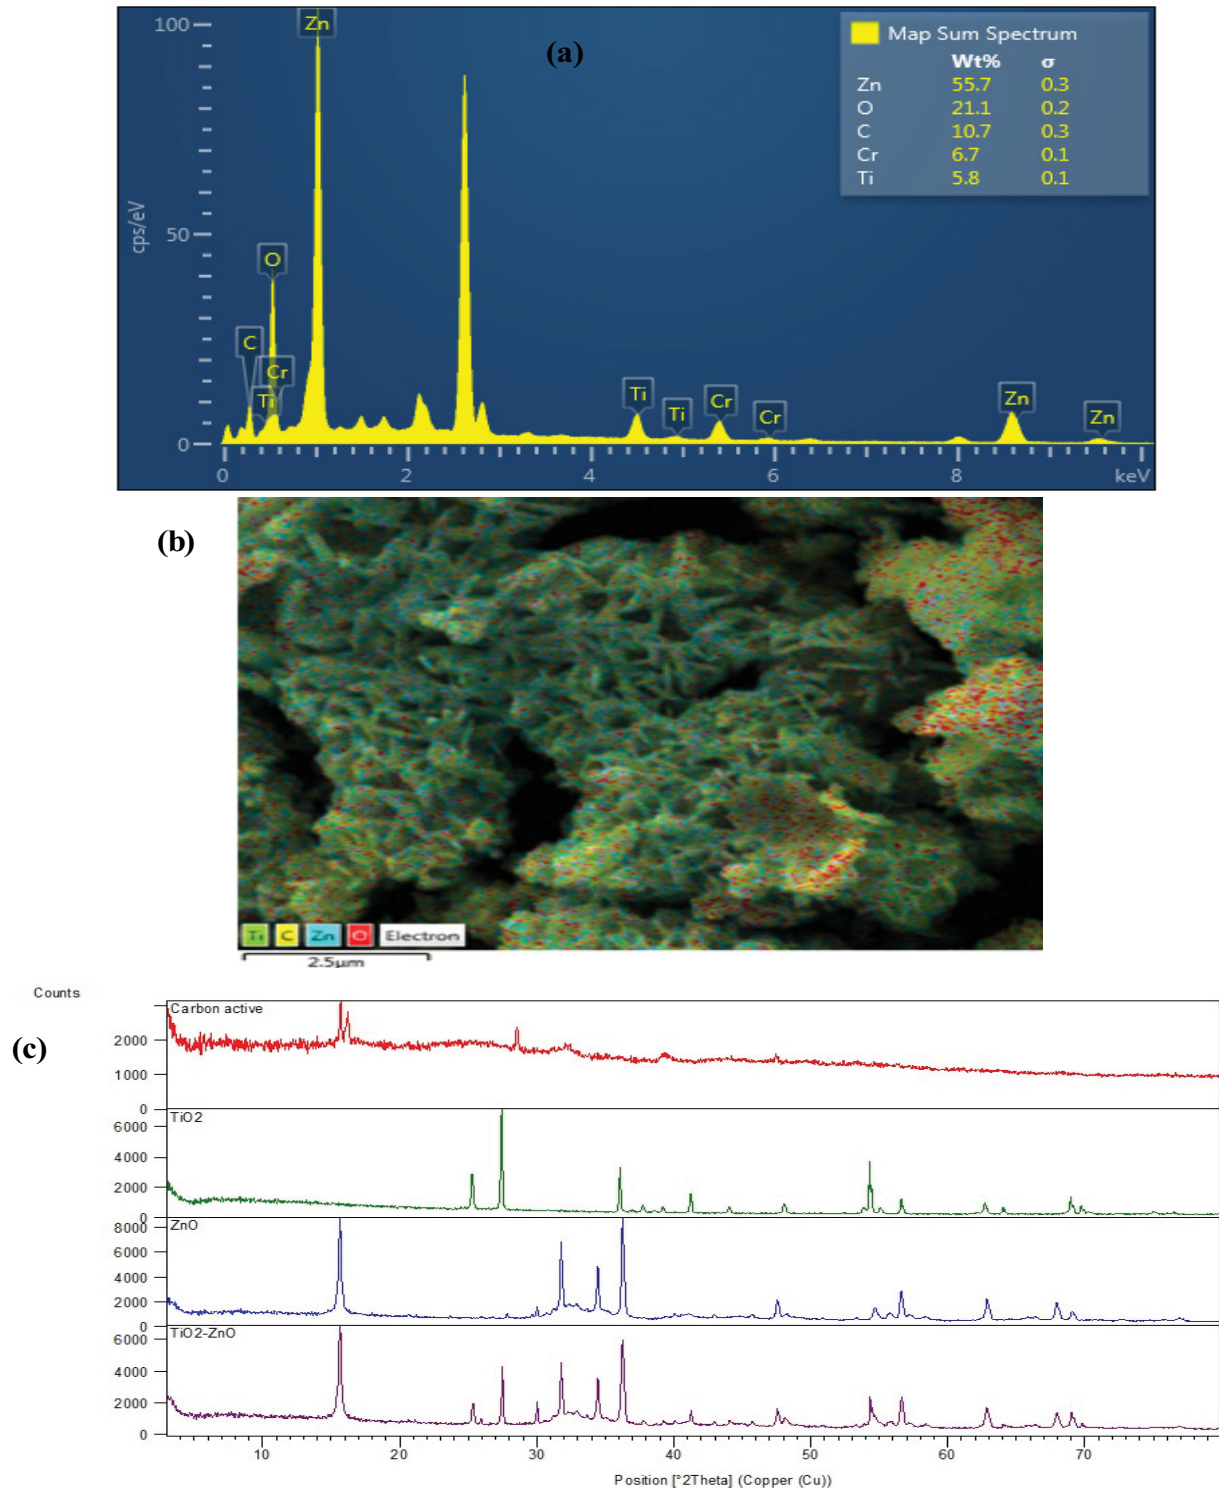 (a)
100
50
0
cps/eV
Zn
O
C
Cr
Ti
Ti
Ti
Cr
Cr
Zn
Zn
0 2 4 6 8 keV
Map Sum Spectrum
Wt% σ
Zn 55.7 0.3
O 21.1 0.2
C 10.7 0.3
Cr 6.7 0.1
Ti 5.8 0.1
(b)
Ti C Zn O Electron
2.5µm
(c)
Counts
Carbon active
2000
1000
0
TiO2
6000
4000
2000
0
ZnO
8000
6000
4000
2000
0
TiO2-ZnO
6000
4000
2000
0
10 20 30 40 50 60 70
Position [°2Theta] (Copper (Cu))